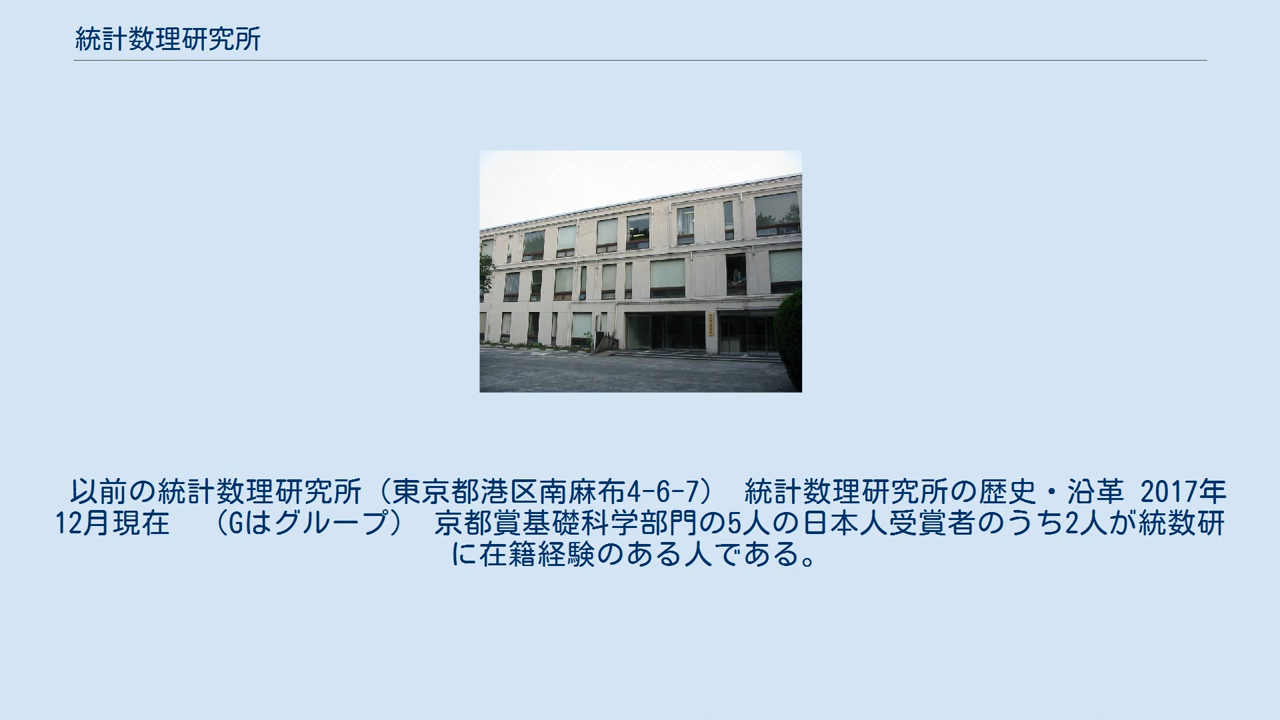 統計数理研究所
以前の統計数理研究所（東京都港区南麻布4-6-7） 統計数理研究所の歴史・沿革 2017年
12月現在　（Gはグループ） 京都賞基礎科学部門の5人の日本人受賞者のうち2人が統数研
に在籍経験のある人である。